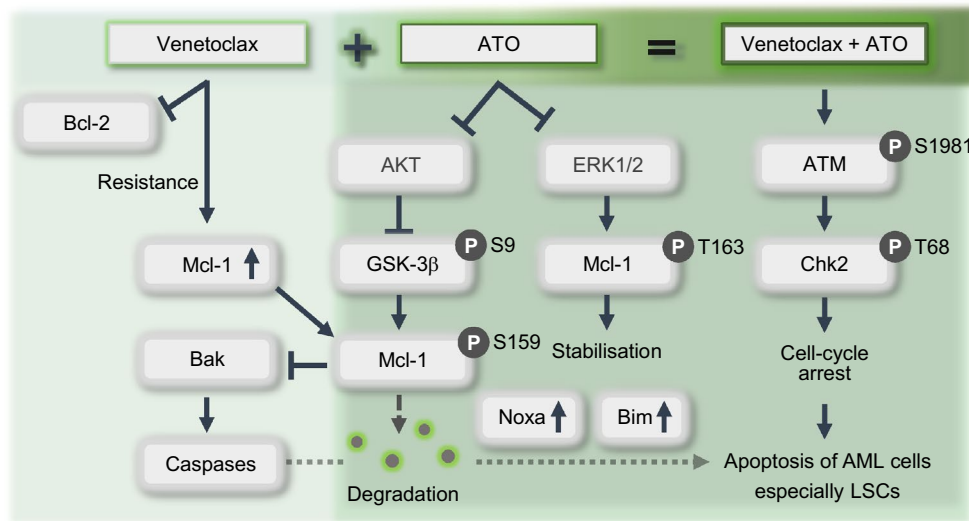 Venetoclax + ATO = Venetoclax + ATO
Bcl-2
Resistance
AKT
ERK1/2
ATM
P S1981
Mcl-1
GSK-3β
P S9
Mcl-1
P T163
Chk2
P T68
Bak
Mcl-1
P S159
Stabilisation
Cell-cycle
arrest
Noxa
Bim
Caspases
Degradation
Apoptosis of AML cells
especially LSCs